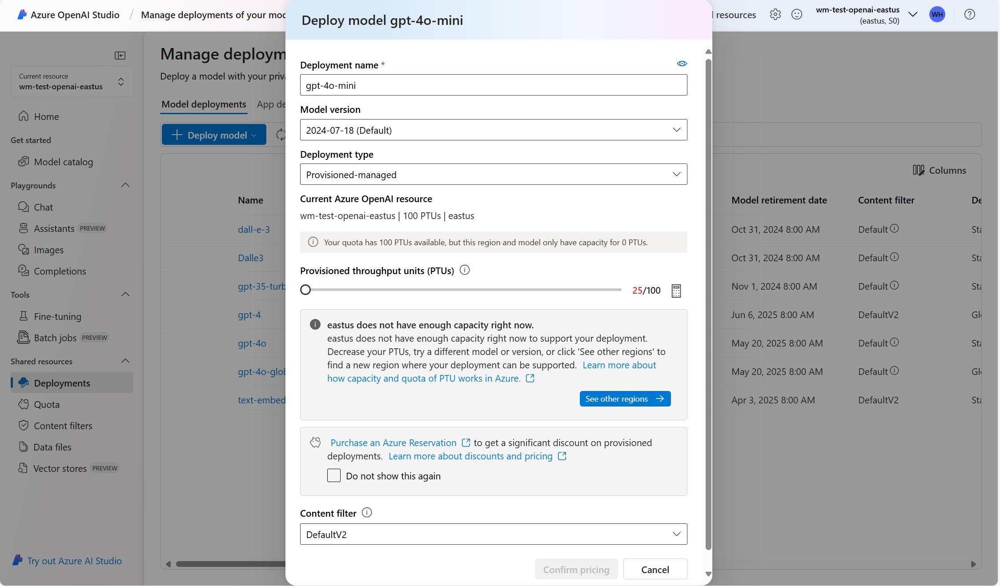 Azure OpenAI Studio / Manage deployments of your mod
resources
wm-test-openai-eastus
(eastus, S0)
WH
Current resource
wm-test-openai-eastus
Home
Get started
Model catalog
Playgrounds
Chat
Assistants PREVIEW
Images
Completions
Tools
Fine-tuning
Batch jobs PREVIEW
Shared resources
Deployments
Quota
Content filters
Data files
Vector stores PREVIEW
Try out Azure AI Studio
Manage deploym
Deploy a model with your priva
Model deployments App de
Deploy model
Name
dall-e-3
Dalle3
gpt-35-turb
gpt-4
gpt-4o
gpt-4o-glob
text-embed
Deploy model gpt-4o-mini
Deployment name *
gpt-4o-mini
Model version
2024-07-18 (Default)
Deployment type
Provisioned-managed
Current Azure OpenAI resource
wm-test-openai-eastus | 100 PTUs | eastus
Your quota has 100 PTUs available, but this region and model only have capacity for 0 PTUs.
Provisioned throughput units (PTUs)
25/100
eastus does not have enough capacity right now.
eastus does not have enough capacity right now to support your deployment.
Decrease your PTUs, try a different model or version, or click 'See other regions' to
find a new region where your deployment can be supported. Learn more about
how capacity and quota of PTU works in Azure.
See other regions
Purchase an Azure Reservation to get a significant discount on provisioned
deployments. Learn more about discounts and pricing
Do not show this again
Content filter
DefaultV2
Confirm pricing
Cancel
Columns
Model retirement date Content filter De
Oct 31, 2024 8:00 AM Default Sta
Oct 31, 2024 8:00 AM Default Sta
Nov 1, 2024 8:00 AM Default Sta
Jun 6, 2025 8:00 AM DefaultV2 Glo
May 20, 2025 8:00 AM Default Sta
May 20, 2025 8:00 AM Default Glo
Apr 3, 2025 8:00 AM DefaultV2 Sta